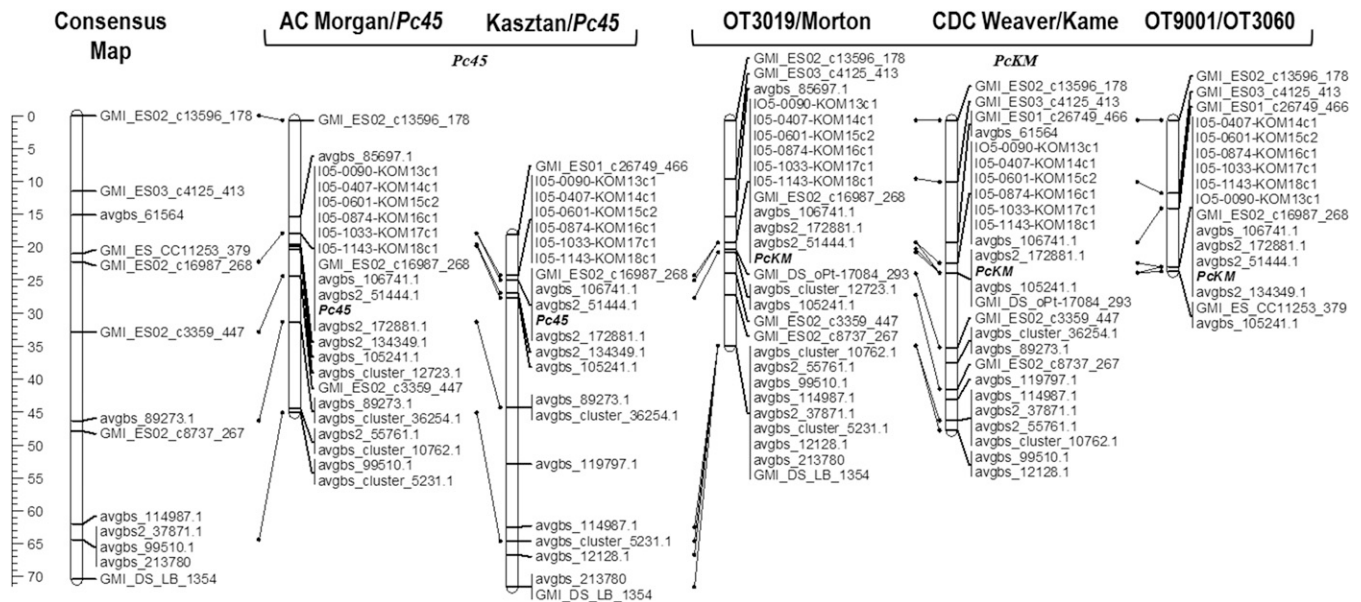 Consensus Map
AC Morgan/Pc45
Kasztan/Pc45
OT3019/Morton
CDC Weaver/Kame
OT9001/OT3060
Pc45
PcKM
0
5
10
15
20
25
30
35
40
45
50
55
60
65
70
GMI_ES02_c13596_178
GMI_ES03_c4125_413
avgbs_61564
GMI_ES_CC11253_379
GMI_ES02_c16987_268
GMI_ES02_c3359_447
avgbs_89273.1
GMI_ES02_c8737_267
avgbs_114987.1
avgbs2_37871.1
avgbs_99510.1
avgbs_213780
GMI_DS_LB_1354
GMI_ES02_c13596_178
avgbs_85697.1
I05-0090-KOM13c1
I05-0407-KOM14c1
I05-0601-KOM15c2
I05-0874-KOM16c1
I05-1033-KOM17c1
I05-1143-KOM18c1
GMI_ES02_c16987_268
avgbs_106741.1
avgbs2_51444.1
Pc45
avgbs2_172881.1
avgbs2_134349.1
avgbs_105241.1
avgbs_cluster_12723.1
GMI_ES02_c3359_447
avgbs_89273.1
avgbs_cluster_36254.1
avgbs2_55761.1
avgbs_cluster_10762.1
avgbs_99510.1
avgbs_cluster_5231.1
GMI_ES01_c26749_466
I05-0090-KOM13c1
I05-0407-KOM14c1
I05-0601-KOM15c2
I05-0874-KOM16c1
I05-1033-KOM17c1
I05-1143-KOM18c1
GMI_ES02_c16987_268
avgbs_106741.1
avgbs2_51444.1
Pc45
avgbs2_172881.1
avgbs2_134349.1
avgbs_105241.1
avgbs_89273.1
avgbs_cluster_36254.1
avgbs_119797.1
avgbs_114987.1
avgbs_cluster_5231.1
avgbs_12128.1
avgbs_213780
GMI_DS_LB_1354
GMI_ES02_c13596_178
GMI_ES03_c4125_413
avgbs_85697.1
IO5-0090-KOM13c1
I05-0407-KOM14c1
I05-0601-KOM15c2
I05-0874-KOM16c1
I05-1033-KOM17c1
I05-1143-KOM18c1
GMI_ES02_c16987_268
avgbs_106741.1
avgbs2_172881.1
avgbs2_51444.1
PcKM
GMI_DS_oPt-17084_293
avgbs_cluster_12723.1
avgbs_105241.1
GMI_ES02_c3359_447
GMI_ES02_c8737_267
avgbs_cluster_10762.1
avgbs2_55761.1
avgbs_99510.1
avgbs_114987.1
avgbs2_37871.1
avgbs_cluster_5231.1
avgbs_12128.1
avgbs_213780
GMI_DS_LB_1354
GMI_ES02_c13596_178
GMI_ES03_c4125_413
GMI_ES01_c26749_466
avgbs_61564
IO5-0090-KOM13c1
I05-0407-KOM14c1
I05-0601-KOM15c2
I05-0874-KOM16c1
I05-1033-KOM17c1
I05-1143-KOM18c1
avgbs_106741.1
avgbs2_172881.1
PcKM
avgbs_105241.1
GMI_DS_oPt-17084_293
GMI_ES02_c3359_447
avgbs_cluster_36254.1
avgbs_89273.1
GMI_ES02_c8737_267
avgbs_119797.1
avgbs_114987.1
avgbs2_37871.1
avgbs2_55761.1
avgbs_cluster_10762.1
avgbs_99510.1
avgbs_12128.1
GMI_ES02_c13596_178
GMI_ES03_c4125_413
GMI_ES01_c26749_466
I05-0407-KOM14c1
I05-0601-KOM15c2
I05-0874-KOM16c1
I05-1033-KOM17c1
I05-1143-KOM18c1
IO5-0090-KOM13c1
GMI_ES02_c16987_268
avgbs_106741.1
avgbs2_172881.1
avgbs2_51444.1
PcKM
avgbs2_134349.1
GMI_ES_CC11253_379
avgbs_105241.1